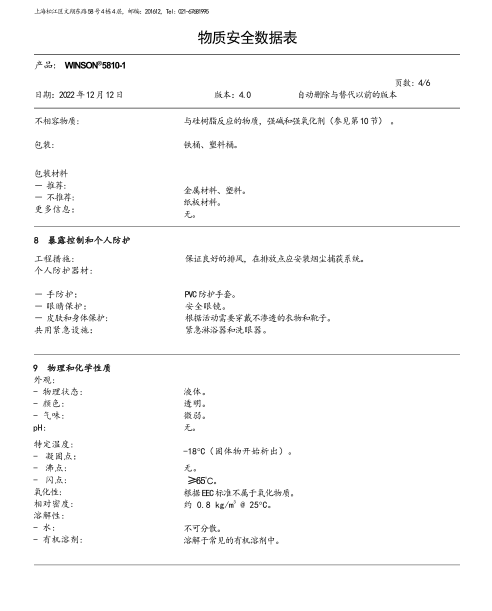 上海松江区文翔东路58号4栋4层, 邮编: 201612, Tel: 021-67681995
物质安全数据表
产品: WINSON®5810-1
页数: 4/6
日期: 2022年12月12日 版本: 4.0 自动删除与替代以前的版本
不相容物质: 与硅树脂反应的物质, 强碱和强氧化剂 (参见第10节) 。
包装: 铁桶、塑料桶。
包装材料
— 推荐: 金属材料、塑料。
— 不推荐: 纸板材料。
更多信息: 无。
8 暴露控制和个人防护
工程措施: 保证良好的排风, 在排放点应安装烟尘捕获系统。
个人防护器材:
— 手防护: PVC防护手套。
— 眼睛保护: 安全眼镜。
— 皮肤和身体保护: 根据活动需要穿戴不渗透的衣物和靴子。
共用紧急设施: 紧急淋浴器和洗眼器。
9 物理和化学性质
外观:
- 物理状态: 液体。
- 颜色: 透明。
- 气味: 微弱。
pH: 无。
特定温度:
- 凝固点: -18°C (固体物开始析出) 。
- 沸点: 无。
- 闪点: ≥65℃。
氧化性: 根据EEC标准不属于氧化物质。
相对密度: 约 0.8 kg/m³ @ 25°C。
溶解性:
- 水: 不可分散。
- 有机溶剂: 溶解于常见的有机溶剂中。